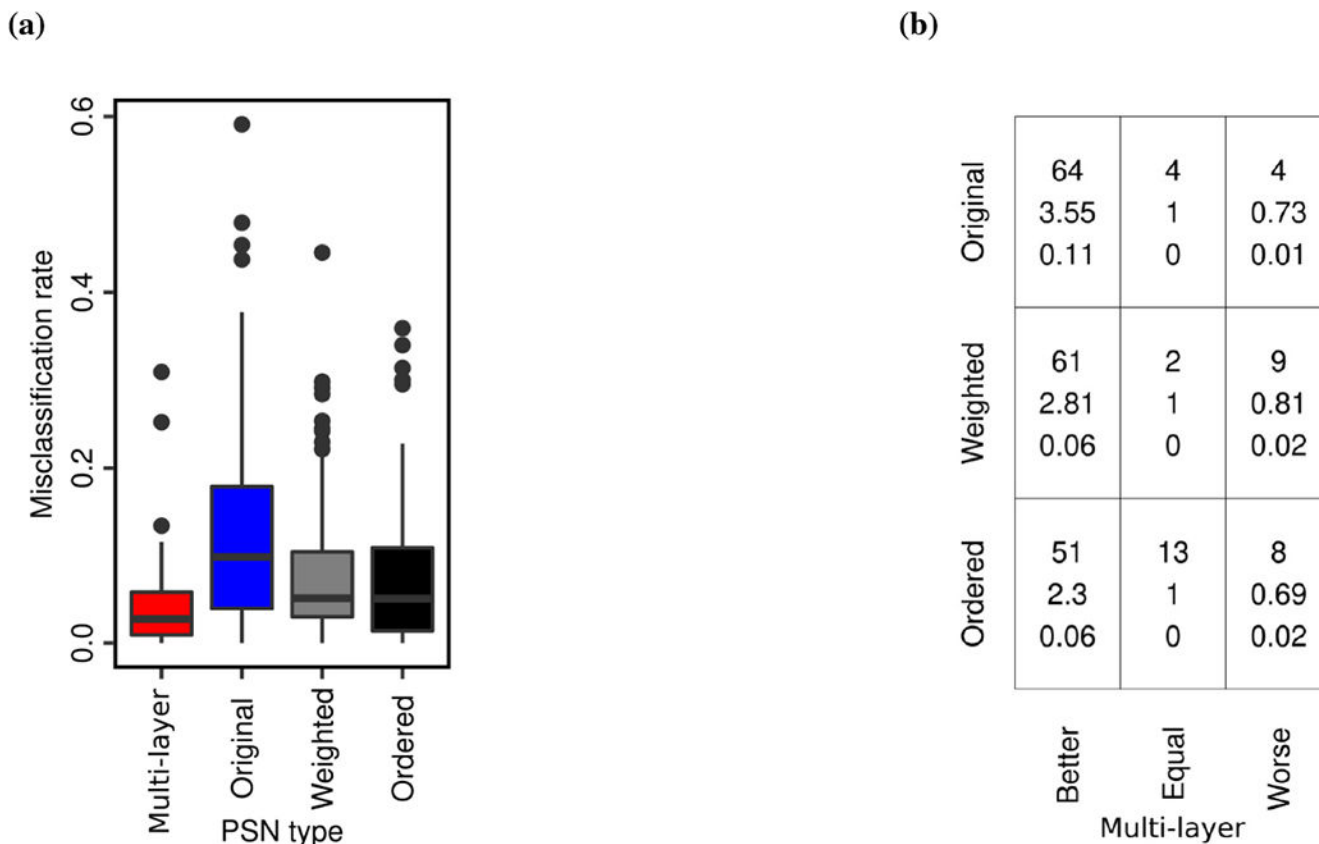 (a)
Misclassification rate
0.6
0.4
0.2
0.0
Multi-layer
Original
Weighted
Ordered
PSN type
(b)
Original
64 4 4
3.55 1 0.73
0.11 0 0.01
Weighted
61 2 9
2.81 1 0.81
0.06 0 0.02
Ordered
51 13 8
2.3 1 0.69
0.06 0 0.02
Better
Equal
Worse
Multi-layer